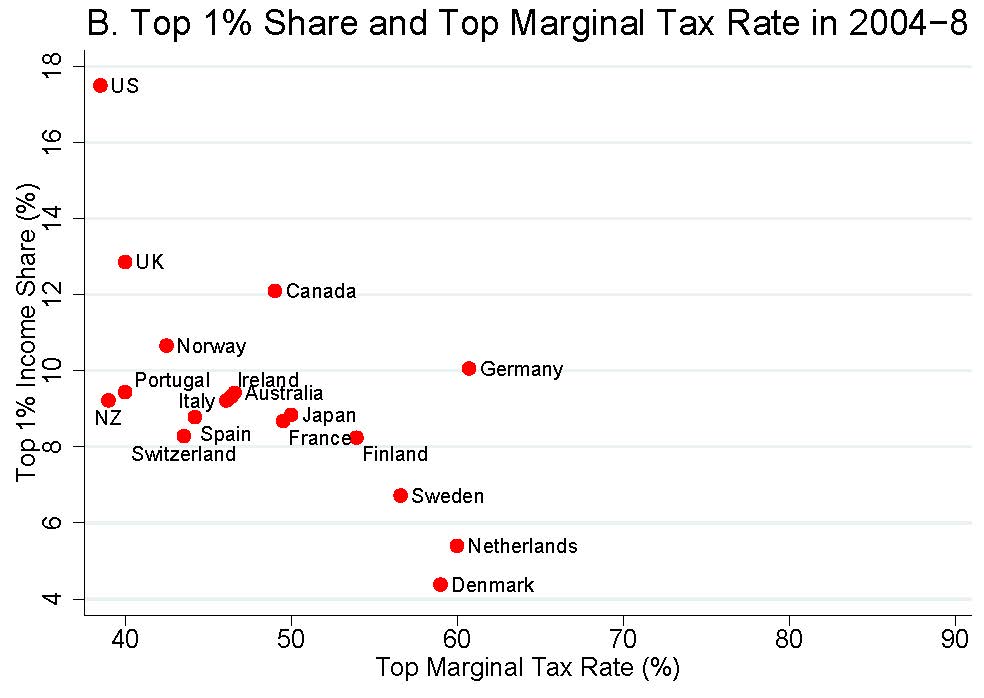 B. Top 1% Share and Top Marginal Tax Rate in 2004−8
Top 1% Income Share (%)
18
16
14
12
10
8
6
4
US
UK
Canada
Norway
Germany
Portugal
Ireland
Italy
Australia
NZ
Japan
Spain
France
Switzerland
Finland
Sweden
Netherlands
Denmark
40 50 60 70 80 90
Top Marginal Tax Rate (%)